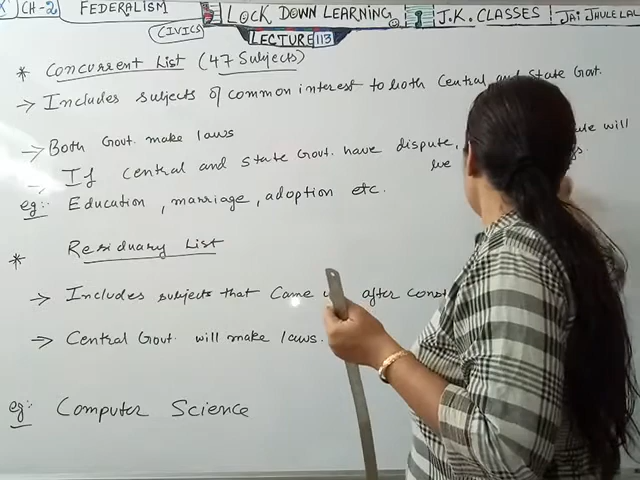 CH-2 FEDERALISM LOCK DOWN LEARNING J.K. CLASSES JAI JHULELAL
(CIVICS) LECTURE 113
* Concurrent List (47 Subjects)
→ Includes subjects of common interest to both Central and State Govt.
→ Both Govt. make laws
→ If Central and State Govt. have dispute, will
be
eg:- Education, marriage, adoption etc.
* Residuary List
→ Includes subjects that Came after const
→ Central Govt. will make laws.
eg:- Computer Science